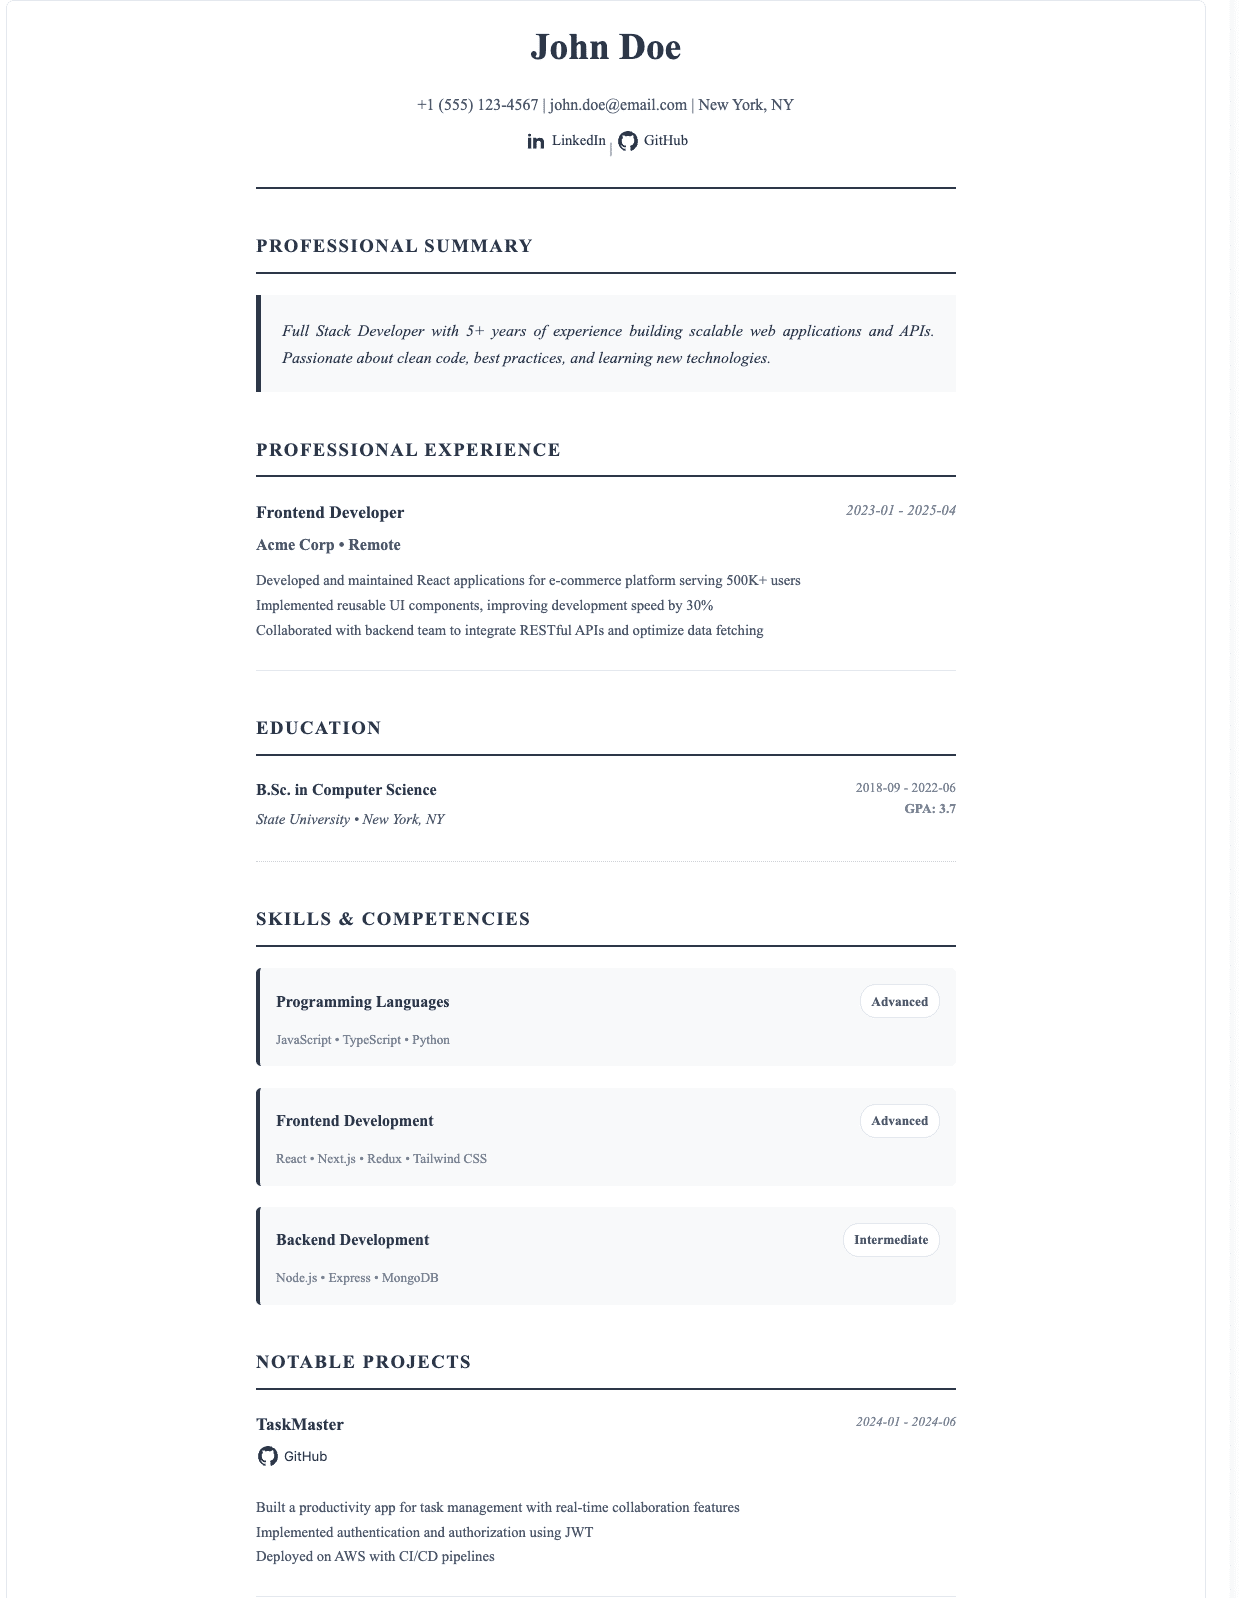 John Doe
+1 (555) 123-4567 | john.doe@email.com | New York, NY
LinkedIn | GitHub
PROFESSIONAL SUMMARY
Full Stack Developer with 5+ years of experience building scalable web applications and APIs.
Passionate about clean code, best practices, and learning new technologies.
PROFESSIONAL EXPERIENCE
Frontend Developer 2023-01 - 2025-04
Acme Corp • Remote
Developed and maintained React applications for e-commerce platform serving 500K+ users
Implemented reusable UI components, improving development speed by 30%
Collaborated with backend team to integrate RESTful APIs and optimize data fetching
EDUCATION
B.Sc. in Computer Science 2018-09 - 2022-06
GPA: 3.7
State University • New York, NY
SKILLS & COMPETENCIES
Programming Languages Advanced
JavaScript • TypeScript • Python
Frontend Development Advanced
React • Next.js • Redux • Tailwind CSS
Backend Development Intermediate
Node.js • Express • MongoDB
NOTABLE PROJECTS
TaskMaster 2024-01 - 2024-06
GitHub
Built a productivity app for task management with real-time collaboration features
Implemented authentication and authorization using JWT
Deployed on AWS with CI/CD pipelines